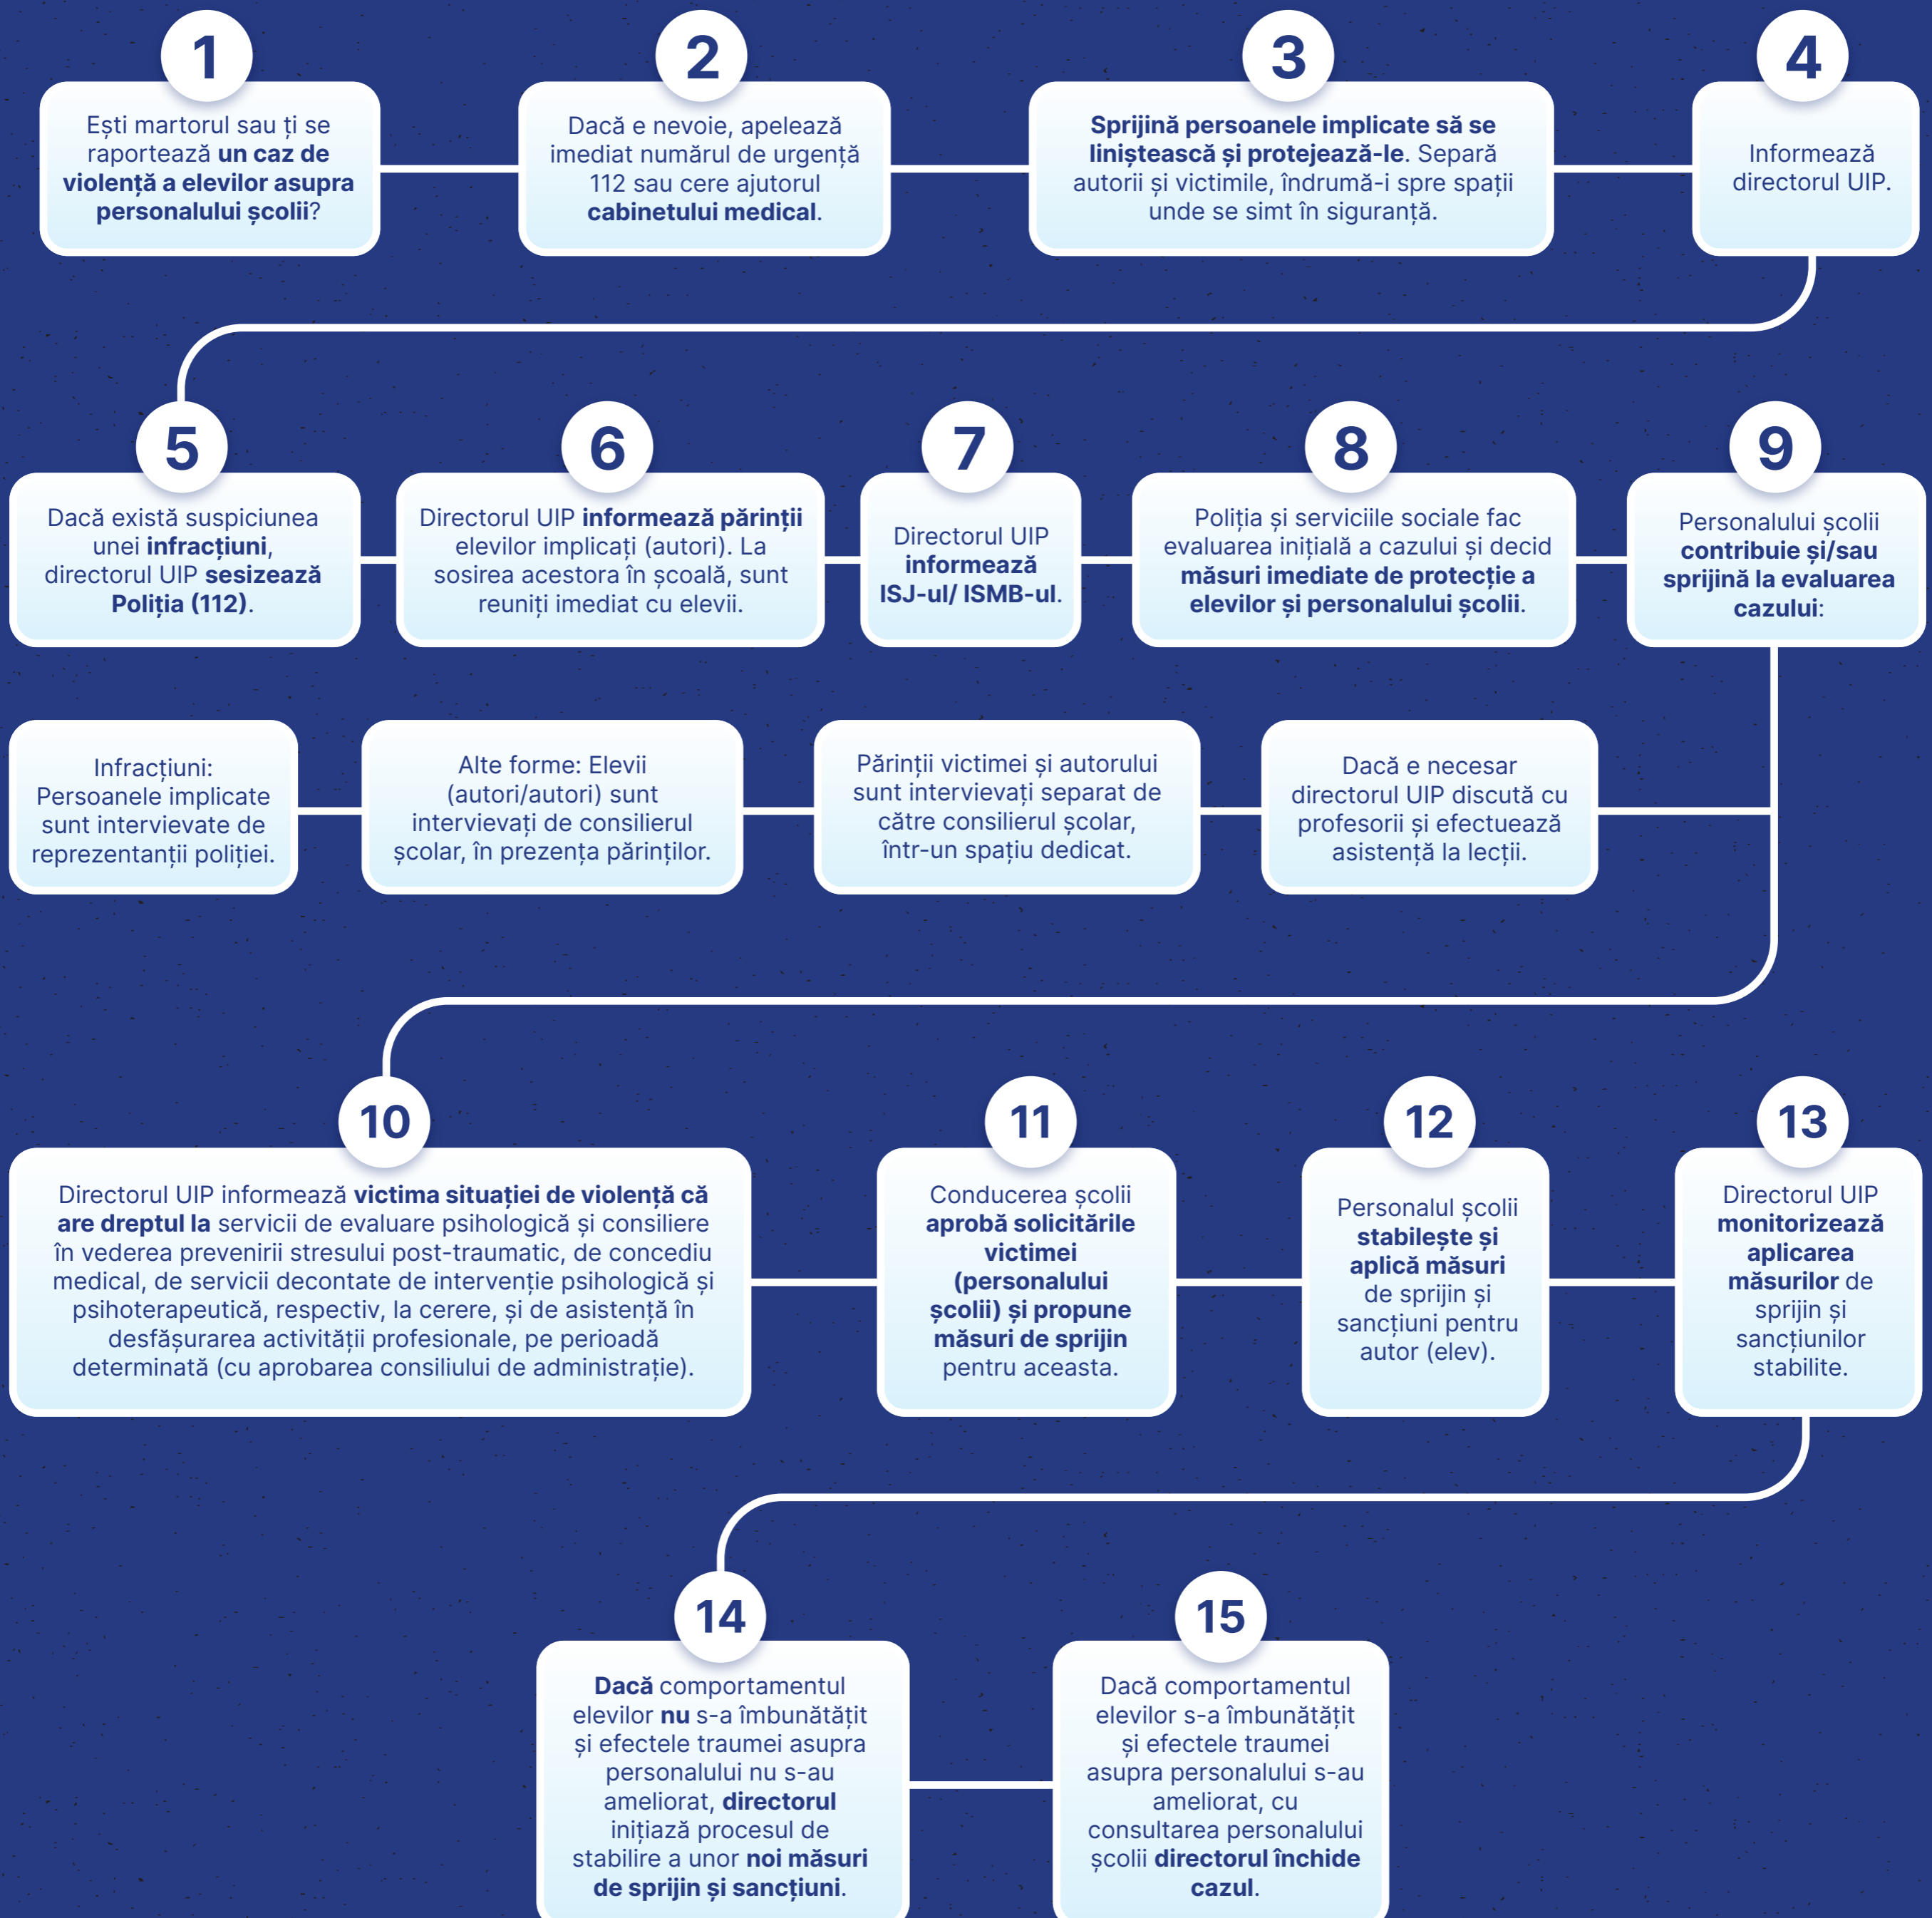 1
Ești martorul sau ți se
raportează un caz de
violență a elevilor asupra
personalului școlii?
2
Dacă e nevoie, apelează
imediat numărul de urgență
112 sau cere ajutorul
cabinetului medical.
3
Sprijină persoanele implicate să se
liniștească și protejează-le. Separă
autorii și victimile, îndrumă-i spre spații
unde se simt în siguranță.
4
Informează
directorul UIP.
5
Dacă există suspiciunea
unei infracțiuni,
directorul UIP sesizează
Poliția (112).
6
Directorul UIP informează părinții
elevilor implicați (autori). La
sosirea acestora în școală, sunt
reuniți imediat cu elevii.
7
Directorul UIP
informează
ISJ-ul/ ISMB-ul.
8
Poliția și serviciile sociale fac
evaluarea inițială a cazului și decid
măsuri imediate de protecție a
elevilor și personalului școlii.
9
Personalului școlii
contribuie și/sau
sprijină la evaluarea
cazului:
Infracțiuni:
Persoanele implicate
sunt intervievate de
reprezentanții poliției.
Alte forme: Elevii
(autori/autori) sunt
intervievați de consilierul
școlar, în prezența părinților.
Părinții victimei și autorului
sunt intervievați separat de
către consilierul școlar,
într-un spațiu dedicat.
Dacă e necesar
directorul UIP discută cu
profesorii și efectuează
asistență la lecții.
10
Directorul UIP informează victima situației de violență că
are dreptul la servicii de evaluare psihologică și consiliere
în vederea prevenirii stresului post-traumatic, de concediu
medical, de servicii decontate de intervenție psihologică și
psihoterapeutică, respectiv, la cerere, și de asistență în
desfășurarea activității profesionale, pe perioadă
determinată (cu aprobarea consiliului de administrație).
11
Conducerea școlii
aprobă solicitările
victimei
(personalului
școlii) și propune
măsuri de sprijin
pentru aceasta.
12
Personalul școlii
stabilește și
aplică măsuri
de sprijin și
sancțiuni pentru
autor (elev).
13
Directorul UIP
monitorizează
aplicarea
măsurilor de
sprijin și
sancțiunilor
stabilite.
14
Dacă comportamentul
elevilor nu s-a îmbunătățit
și efectele traumei asupra
personalului nu s-au
ameliorat, directorul
inițiază procesul de
stabilire a unor noi măsuri
de sprijin și sancțiuni.
15
Dacă comportamentul
elevilor s-a îmbunătățit
și efectele traumei
asupra personalului s-au
ameliorat, cu
consultarea personalului
școlii directorul închide
cazul.